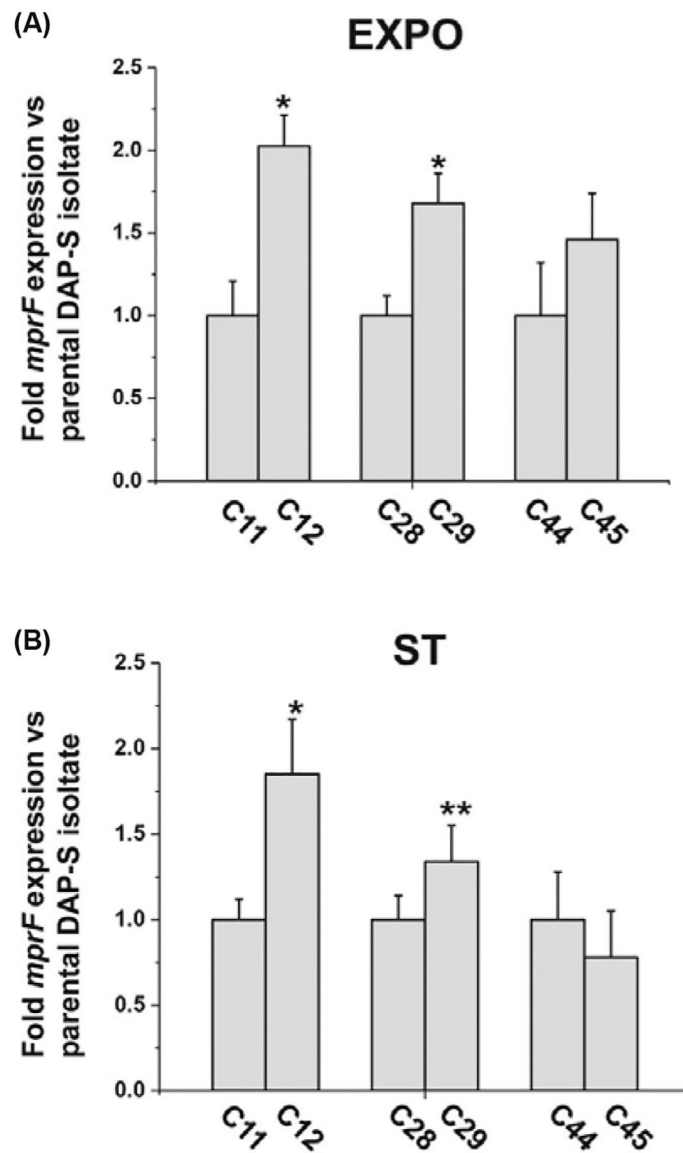 (A)
EXPO
Fold mprF expression vs
parental DAP-S isoltate
2.5
2.0
1.5
1.0
0.5
0.0
*
*
C11 C12 C28 C29 C44 C45
(B)
ST
Fold mprF expression vs
parental DAP-S isoltate
2.5
2.0
1.5
1.0
0.5
0.0
*
**
C11 C12 C28 C29 C44 C45